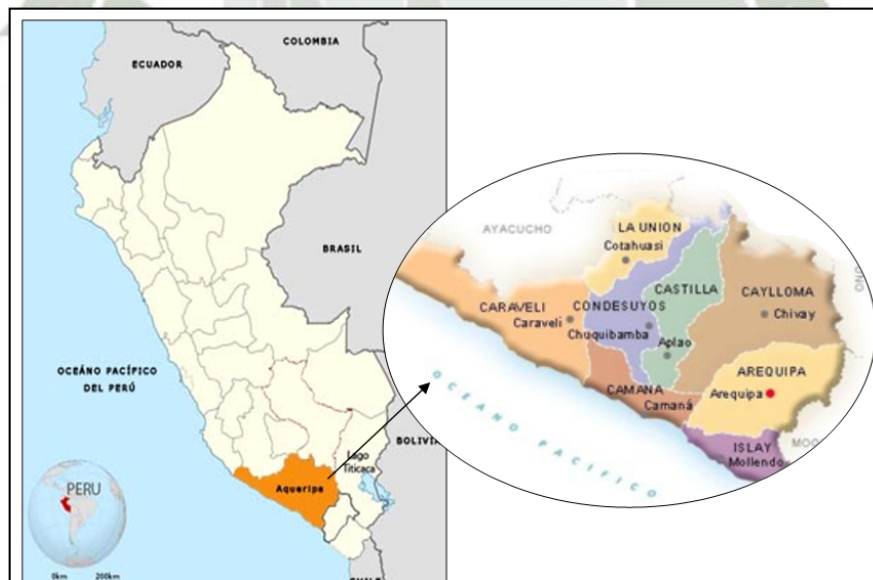 COLOMBIA
ECUADOR
BRASIL
OCEÁNO PACÍFICO
DEL PERÚ
BOLIVIA
Lago
Titicaca
Aqueripa
PERU
0km 200km
AYACUCHO
LA UNION
Cotahuasi
CASTILLA
CAYLLOMA
Chivay
CARAVELI
Caraveli
CONDESUYOS
Chuquibamba
Aplao
AREQUIPA
Arequipa
CAMANA
Camaná
ISLAY
Mollendo
OCEANO PACÍFICO